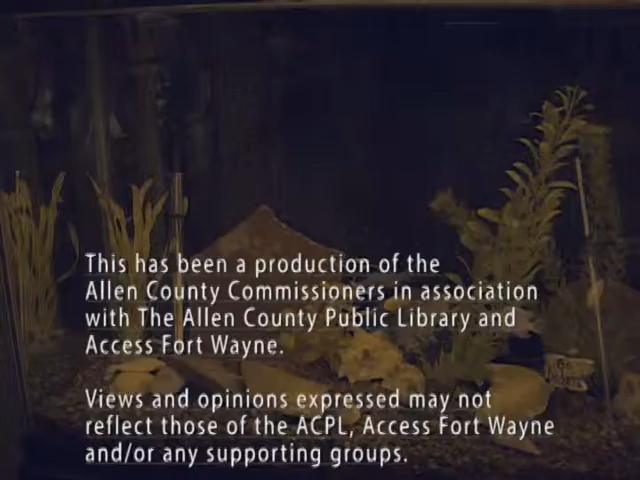 This has been a production of the
Allen County Commissioners in association
with The Allen County Public Library and
Access Fort Wayne.
Views and opinions expressed may not
reflect those of the ACPL, Access Fort Wayne
and/or any supporting groups.